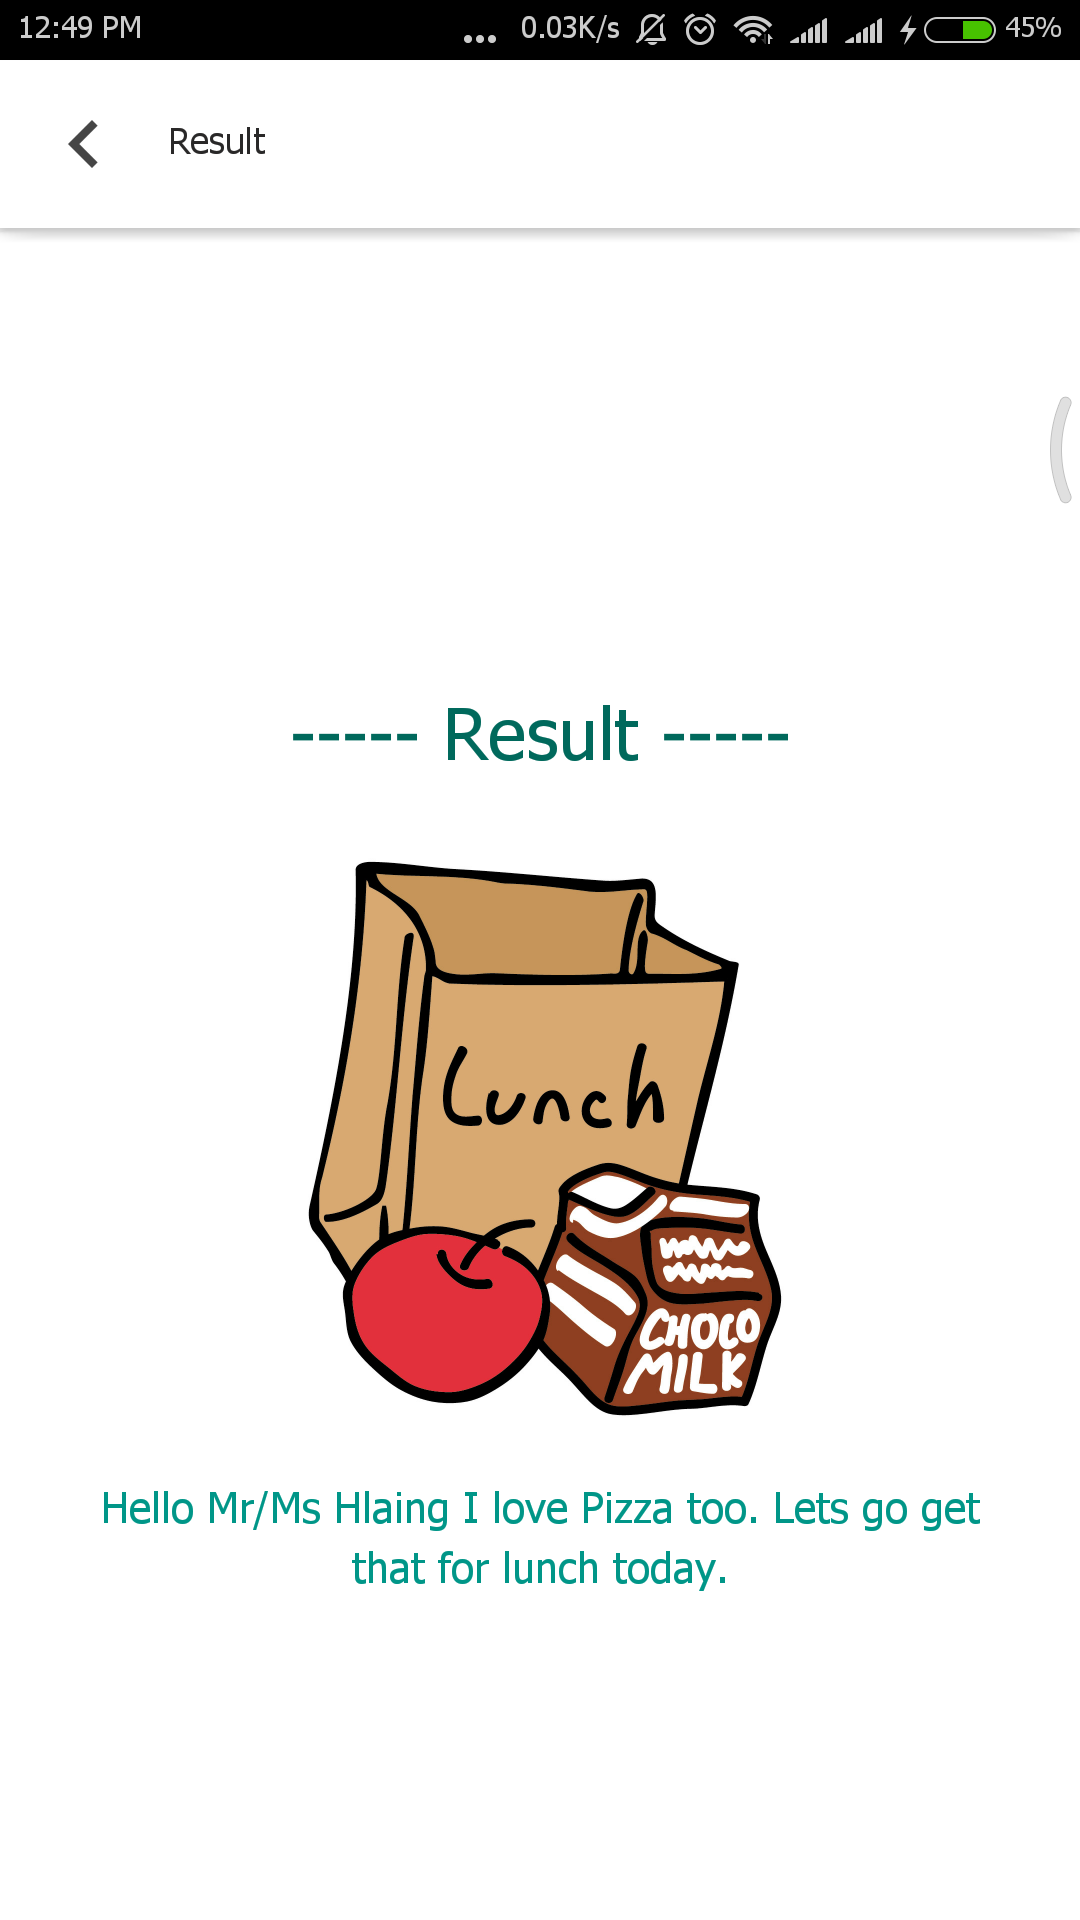 12:49 PM ... 0.03K/s 45%
Result
----- Result -----
Lunch
CHOCO
MILK
Hello Mr/Ms Hlaing I love Pizza too. Lets go get
that for lunch today.